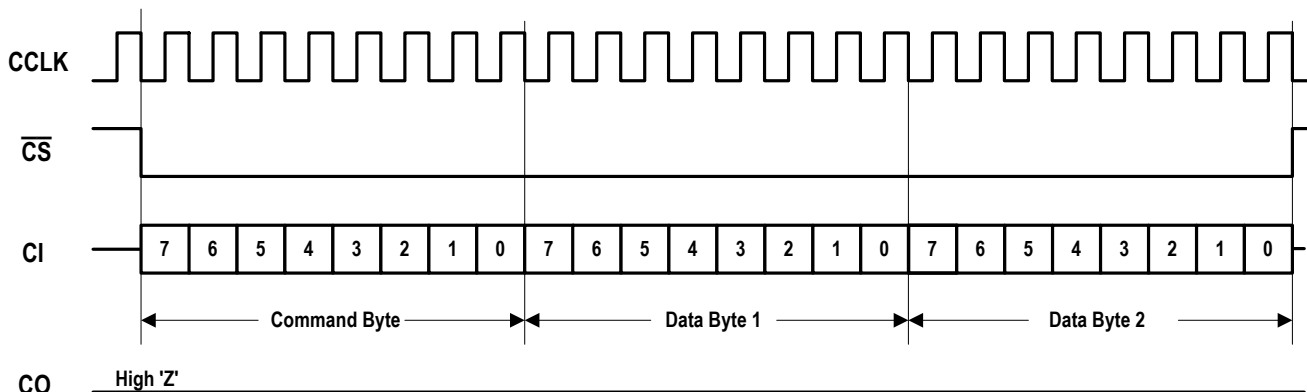 CCLK
CS
CI 7 6 5 4 3 2 1 0 7 6 5 4 3 2 1 0 7 6 5 4 3 2 1 0
Command Byte Data Byte 1 Data Byte 2
CO High 'Z'